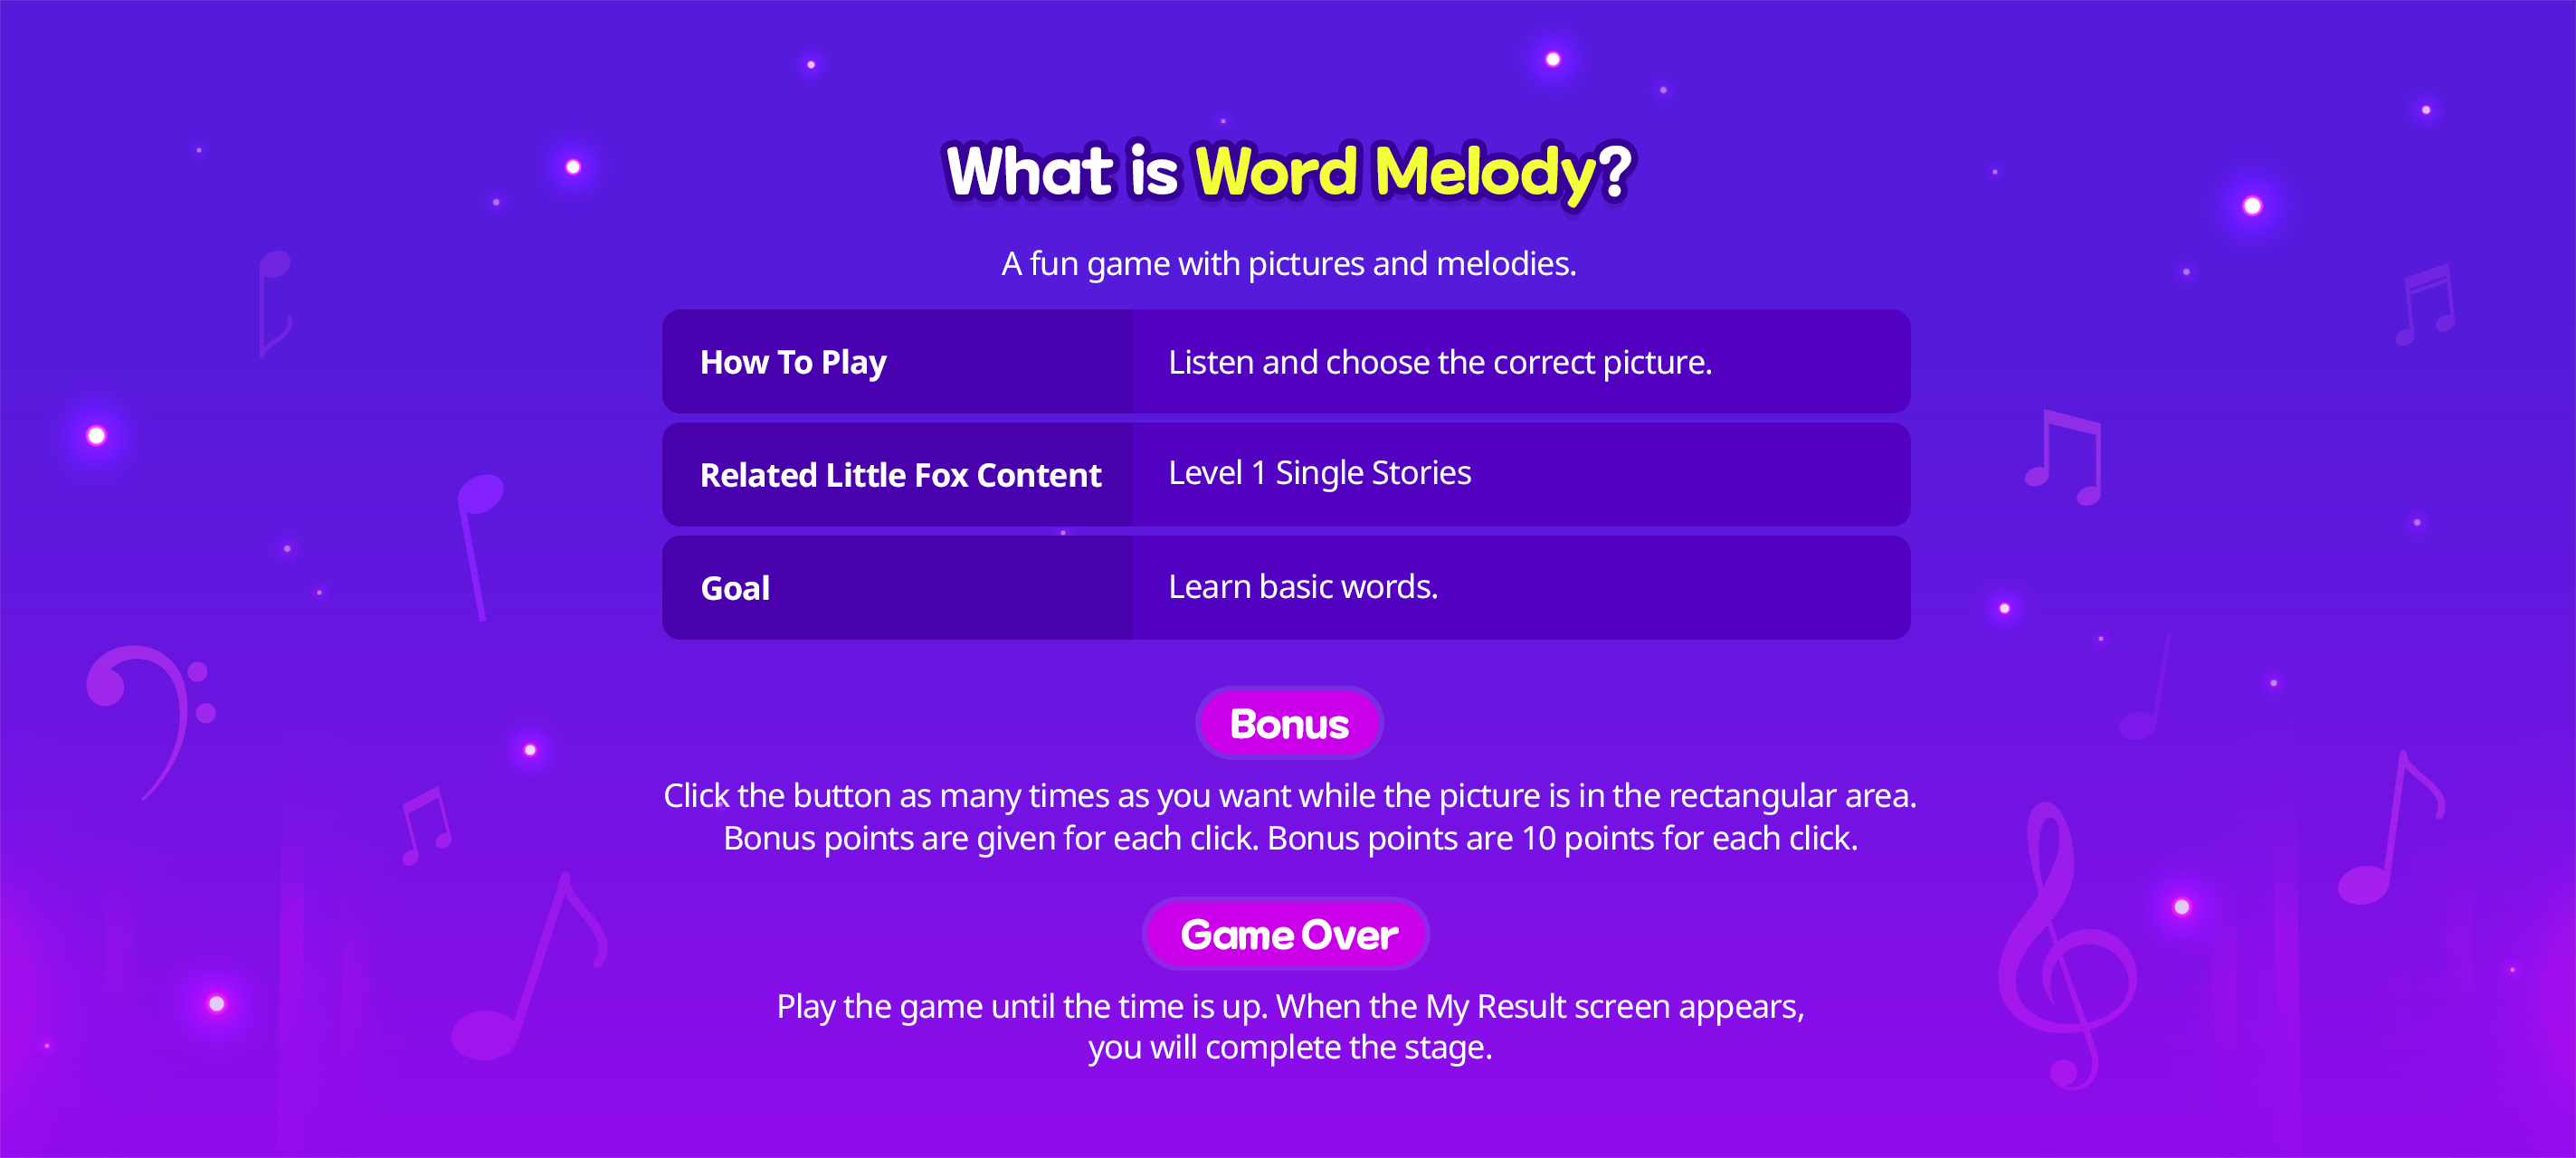 What is Word Melody?
A fun game with pictures and melodies.
How To Play
Listen and choose the correct picture.
Related Little Fox Content
Level 1 Single Stories
Goal
Learn basic words.
Bonus
Click the button as many times as you want while the picture is in the rectangular area.
Bonus points are given for each click. Bonus points are 10 points for each click.
Game Over
Play the game until the time is up. When the My Result screen appears,
you will complete the stage.